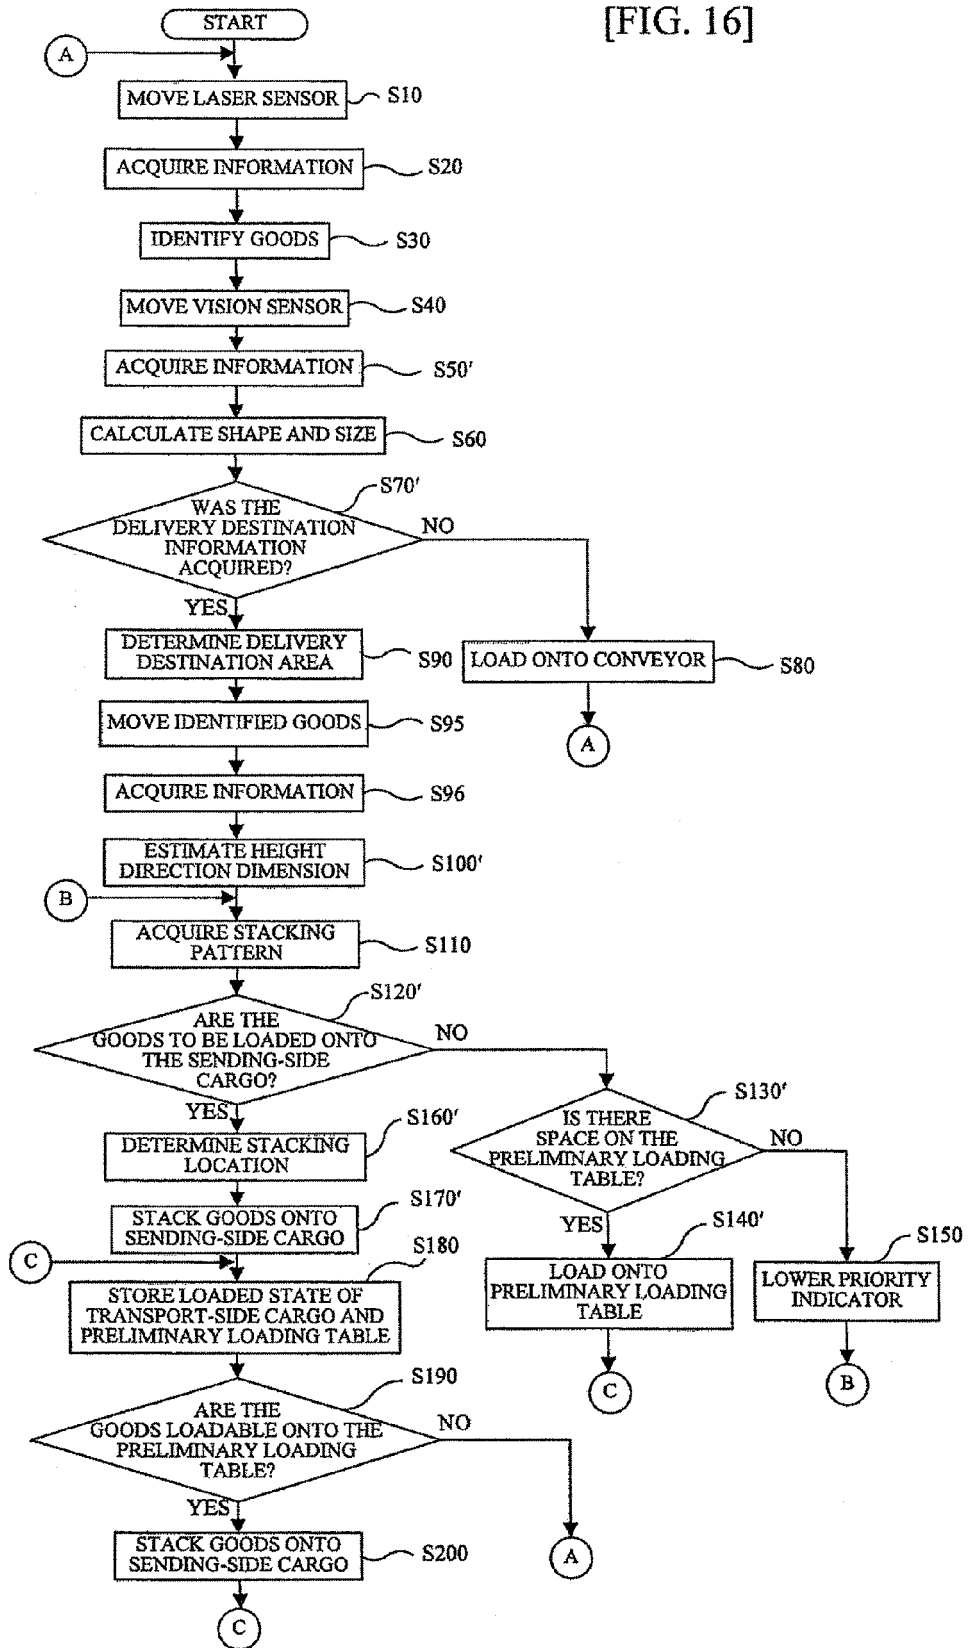 [FIG. 16]
START
A
MOVE LASER SENSOR
S10
ACQUIRE INFORMATION
S20
IDENTIFY GOODS
S30
MOVE VISION SENSOR
S40
ACQUIRE INFORMATION
S50'
CALCULATE SHAPE AND SIZE
S60
S70'
WAS THE
DELIVERY DESTINATION
INFORMATION
ACQUIRED?
NO
YES
DETERMINE DELIVERY
DESTINATION AREA
S90
LOAD ONTO CONVEYOR
S80
MOVE IDENTIFIED GOODS
S95
A
ACQUIRE INFORMATION
S96
ESTIMATE HEIGHT
DIRECTION DIMENSION
S100'
B
ACQUIRE STACKING
PATTERN
S110
S120'
ARE THE
GOODS TO BE LOADED ONTO
THE SENDING-SIDE
CARGO?
NO
YES
S130'
IS THERE
SPACE ON THE
PRELIMINARY LOADING
TABLE?
NO
YES
DETERMINE STACKING
LOCATION
S160'
STACK GOODS ONTO
SENDING-SIDE CARGO
S170'
S140'
LOAD ONTO
PRELIMINARY LOADING
TABLE
S150
LOWER PRIORITY
INDICATOR
C
S180
STORE LOADED STATE OF
TRANSPORT-SIDE CARGO AND
PRELIMINARY LOADING TABLE
C
B
S190
ARE THE
GOODS LOADABLE ONTO THE
PRELIMINARY LOADING
TABLE?
NO
YES
STACK GOODS ONTO
SENDING-SIDE CARGO
S200
A
C